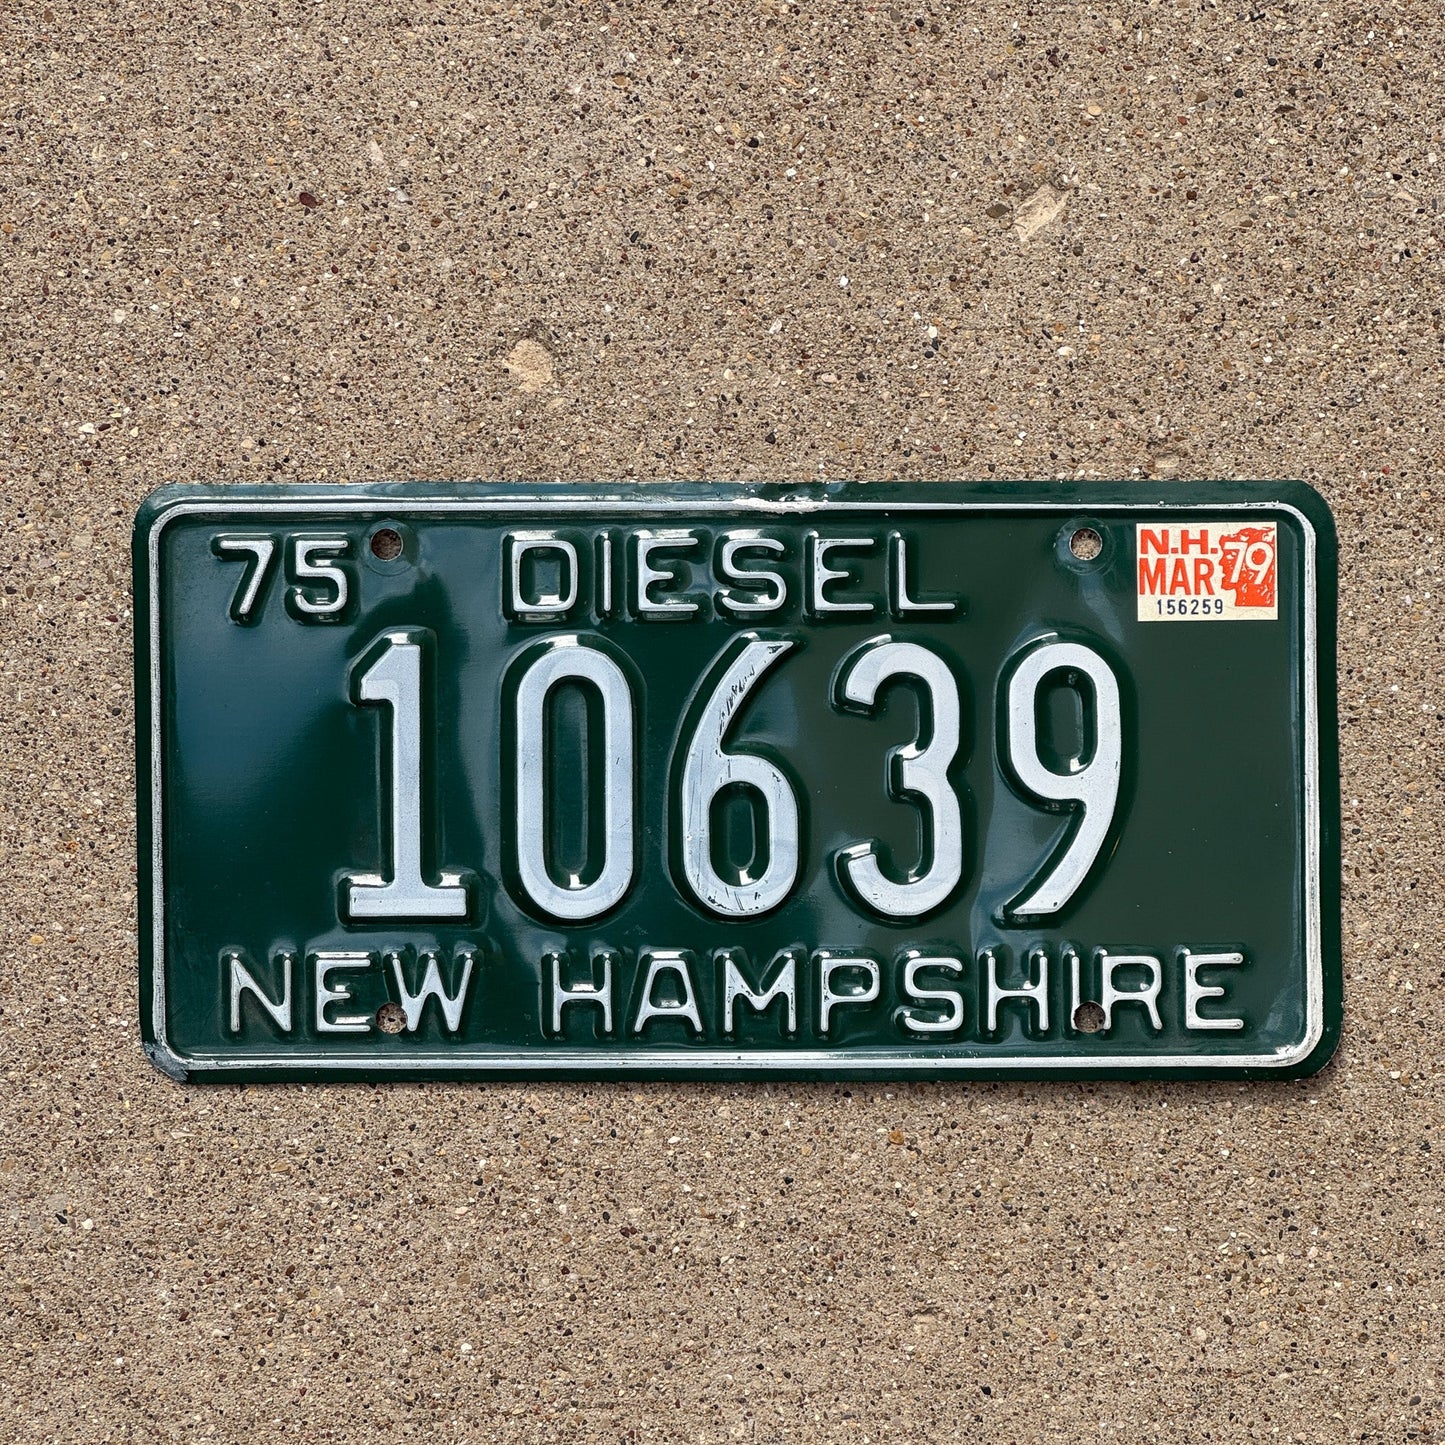 75 DIESEL
N.H. 79
MAR
156259
10639
NEW HAMPSHIRE